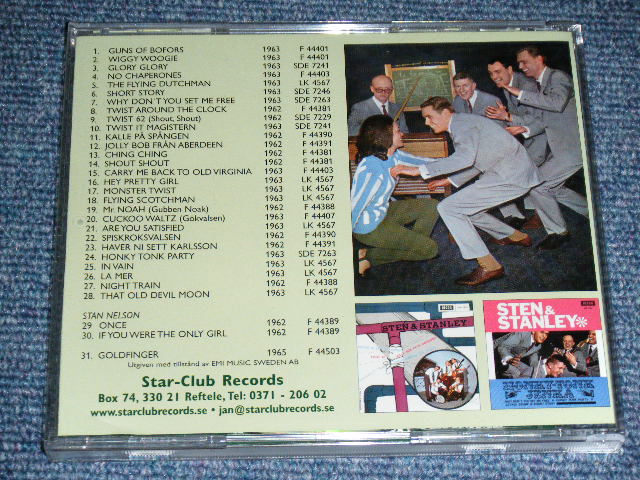 1. GUNS OF BOFORS 1963 F 44401
2. WIGGY WOOGIE 1963 F 44401
3. GLORY GLORY 1963 SDE 7241
4. NO CHAPERONES 1963 F 44403
5. THE FLYING DUTCHMAN 1963 LK 4567
6. SHORT STORY 1963 SDE 7246
7. WHY DON'T YOU SET ME FREE 1963 SDE 7263
8. TWIST AROUND THE CLOCK 1962 F 44381
9. TWIST 62 (Shout, Shout) 1962 SDE 7229
10. TWIST IT MAGISTERN 1963 SDE 7241
11. KALLE PÅ SPÅNGEN 1962 F 44390
12. JOLLY BOB FRÅN ABERDEEN 1962 F 44391
13. CHING CHING 1962 F 44381
14. SHOUT SHOUT 1962 F 44381
15. CARRY ME BACK TO OLD VIRGINIA 1963 F 44403
16. HEY PRETTY GIRL 1963 LK 4567
17. MONSTER TWIST 1963 LK 4567
18. FLYING SCOTCHMAN 1963 LK 4567
19. Mr NOAH (Gubben Noak) 1962 F 44388
20. CUCKOO WALTZ (Gökvalsen) 1963 F 44407
21. ARE YOU SATISFIED 1963 LK 4567
22. SPISKROKSVALSEN 1962 F 44390
23. HAVER NI SETT KARLSSON 1962 F 44391
24. HONKY TONK PARTY 1963 SDE 7263
25. IN VAIN 1963 LK 4567
26. LA MER 1963 LK 4567
27. NIGHT TRAIN 1962 F 44388
28. THAT OLD DEVIL MOON 1963 LK 4567
STAN NELSON
29 ONCE 1962 F 44389
30. IF YOU WERE THE ONLY GIRL 1962 F 44389
31. GOLDFINGER 1965 F 44503
Utgiven med tillstånd av EMI MUSIC SWEDEN AB
Star-Club Records
Box 74, 330 21 Reftele, Tel: 0371 - 206 02
www.starclubrecords.se • jan@starclubrecords.se
STEN & STANLEY
STEN & STANLEY